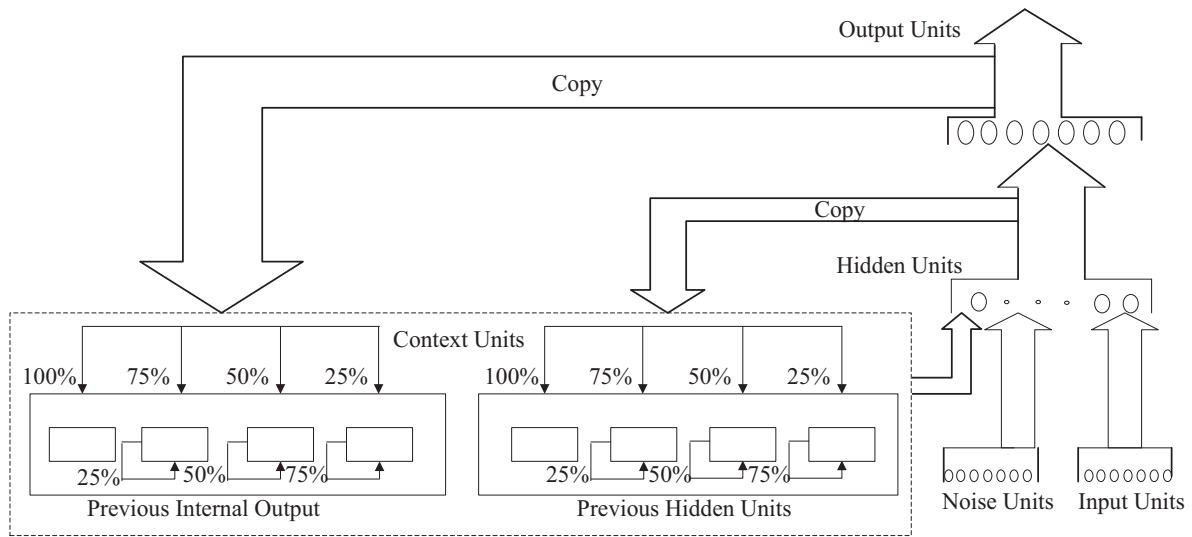 Output Units
Copy
Copy
Hidden Units
Context Units
100% 75% 50% 25% 100% 75% 50% 25%
25% 50% 75% 25% 50% 75%
Previous Internal Output Previous Hidden Units Noise Units Input Units